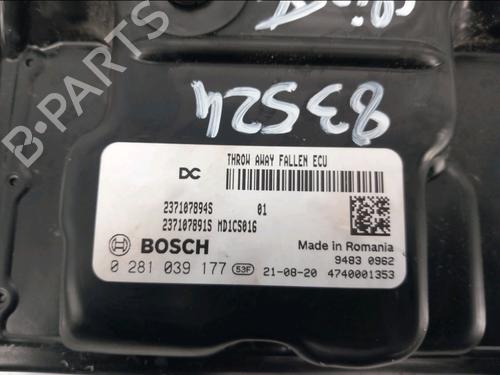 83524
DC
THROW AWAY FALLEN ECU
237107894S 01
237107891S MD1CS016
BOSCH
Made in Romania
9483 0962
0 281 039 177 53F 21-08-20 4740001353
B-PARTS